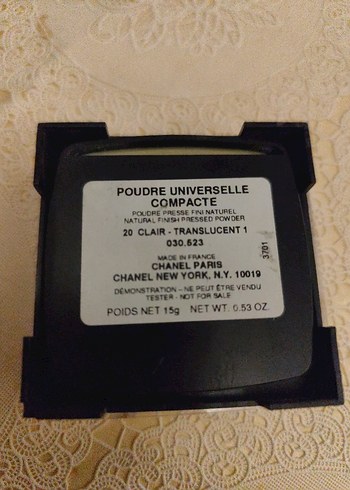 POUDRE UNIVERSELLE
COMPACTE
POUDRE PRESSE FINI NATUREL
NATURAL FINISH PRESSED POWDER
20 CLAIR - TRANSLUCENT 1
030.523
3701
MADE IN FRANCE
CHANEL PARIS
CHANEL NEW YORK, N.Y. 10019
DÉMONSTRATION – NE PEUT ÊTRE VENDU
TESTER - NOT FOR SALE
POIDS NET 15g NET WT. 0.53 OZ.